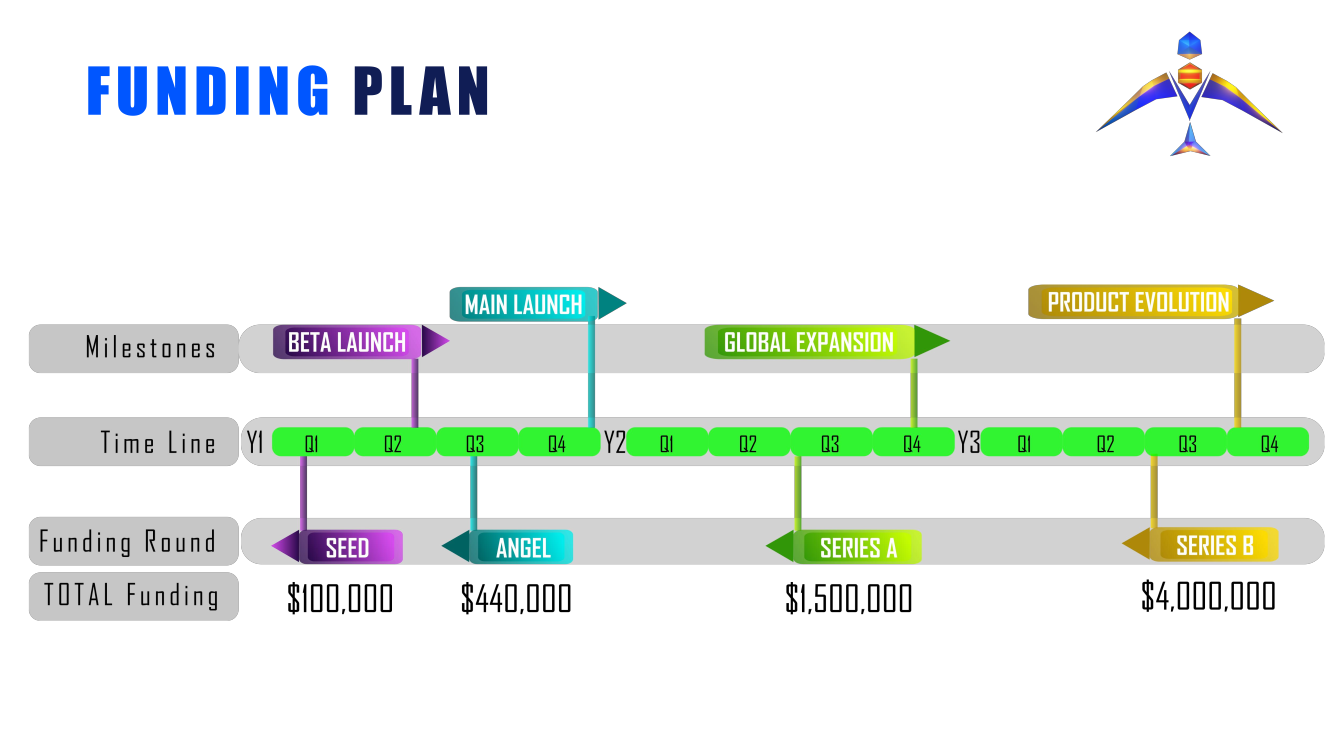 FUNDING PLAN
MAIN LAUNCH
PRODUCT EVOLUTION
Milestones
BETA LAUNCH
GLOBAL EXPANSION
Time Line Y1 Q1 Q2 Q3 Q4 Y2 Q1 Q2 Q3 Q4 Y3 Q1 Q2 Q3 Q4
Funding Round SEED ANGEL SERIES A SERIES B
TOTAL Funding $100,000 $440,000 $1,500,000 $4,000,000